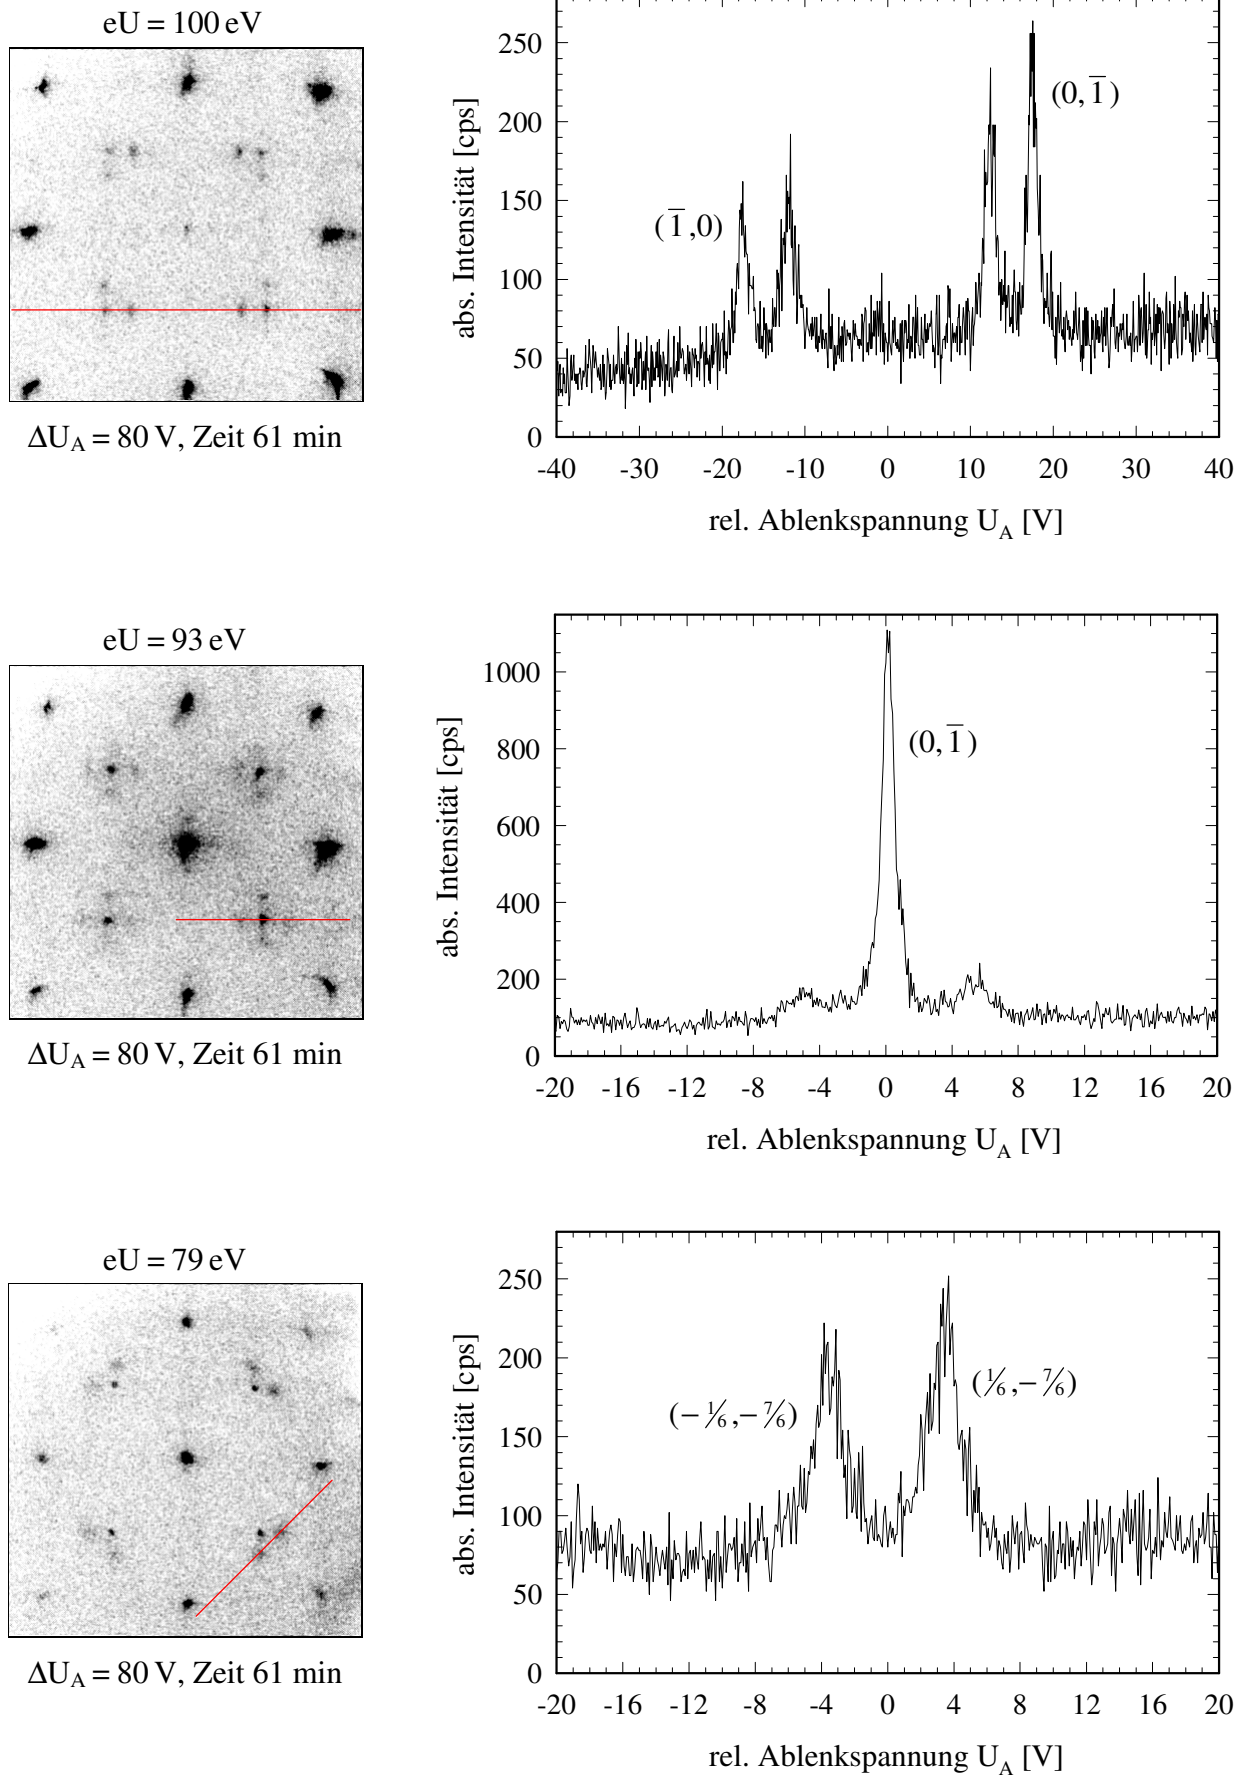 eU = 100 eV
ΔU_A = 80 V, Zeit 61 min
abs. Intensität [cps]
250
200
150
100
50
0
(1̅,0)
(0,1̅)
-40 -30 -20 -10 0 10 20 30 40
rel. Ablenkspannung U_A [V]
eU = 93 eV
ΔU_A = 80 V, Zeit 61 min
abs. Intensität [cps]
1000
800
600
400
200
0
(0,1̅)
-20 -16 -12 -8 -4 0 4 8 12 16 20
rel. Ablenkspannung U_A [V]
eU = 79 eV
ΔU_A = 80 V, Zeit 61 min
abs. Intensität [cps]
250
200
150
100
50
0
(−1/6,−7/6)
(1/6,−7/6)
-20 -16 -12 -8 -4 0 4 8 12 16 20
rel. Ablenkspannung U_A [V]